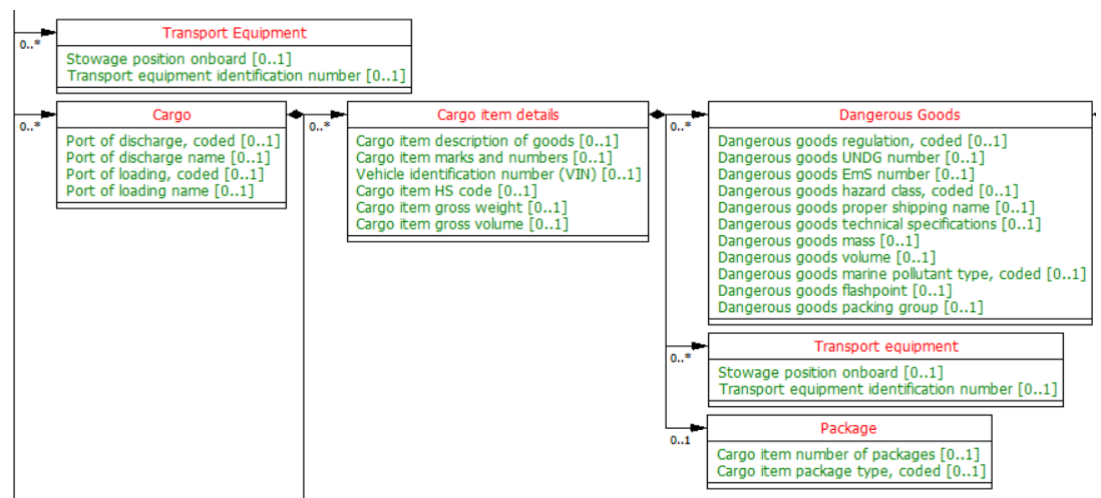 Transport Equipment
0..*
Stowage position onboard [0..1]
Transport equipment identification number [0..1]
Cargo
0..*
Port of discharge, coded [0..1]
Port of discharge name [0..1]
Port of loading, coded [0..1]
Port of loading name [0..1]
Cargo item details
0..*
Cargo item description of goods [0..1]
Cargo item marks and numbers [0..1]
Vehicle identification number (VIN) [0..1]
Cargo item HS code [0..1]
Cargo item gross weight [0..1]
Cargo item gross volume [0..1]
Dangerous Goods
0..*
Dangerous goods regulation, coded [0..1]
Dangerous goods UNDG number [0..1]
Dangerous goods EmS number [0..1]
Dangerous goods hazard class, coded [0..1]
Dangerous goods proper shipping name [0..1]
Dangerous goods technical specifications [0..1]
Dangerous goods mass [0..1]
Dangerous goods volume [0..1]
Dangerous goods marine pollutant type, coded [0..1]
Dangerous goods flashpoint [0..1]
Dangerous goods packing group [0..1]
Transport equipment
0..*
Stowage position onboard [0..1]
Transport equipment identification number [0..1]
Package
0..1
Cargo item number of packages [0..1]
Cargo item package type, coded [0..1]